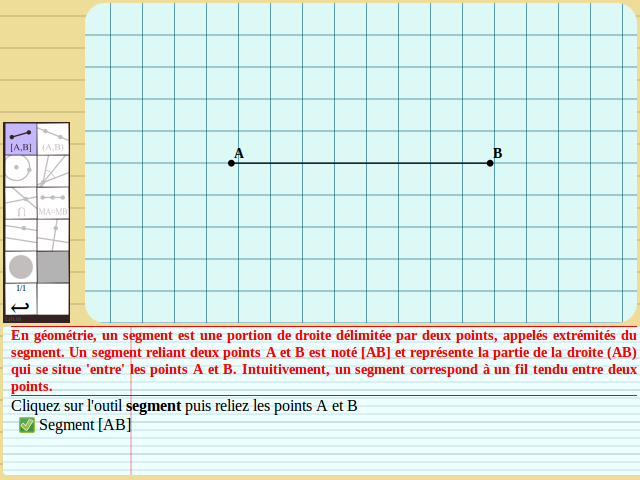 A
B
[A,B]
(A,B)
⋂
MA=MB
1/1
En géométrie, un segment est une portion de droite délimitée par deux points, appelés extrémités du
segment. Un segment reliant deux points A et B est noté [AB] et représente la partie de la droite (AB)
qui se situe 'entre' les points A et B. Intuitivement, un segment correspond à un fil tendu entre deux
points.
Cliquez sur l'outil segment puis reliez les points A et B
✅ Segment [AB]